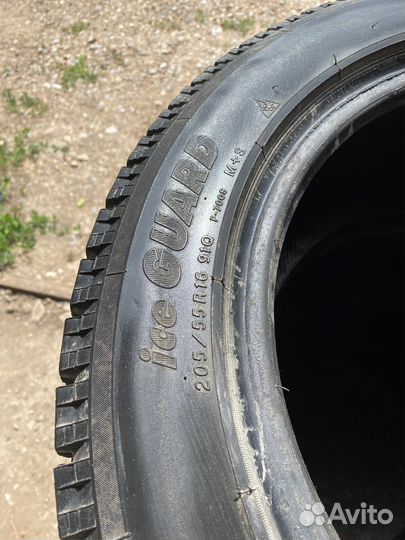 ice GUARD
205/55R16 91Q F-700S M+S
Avito